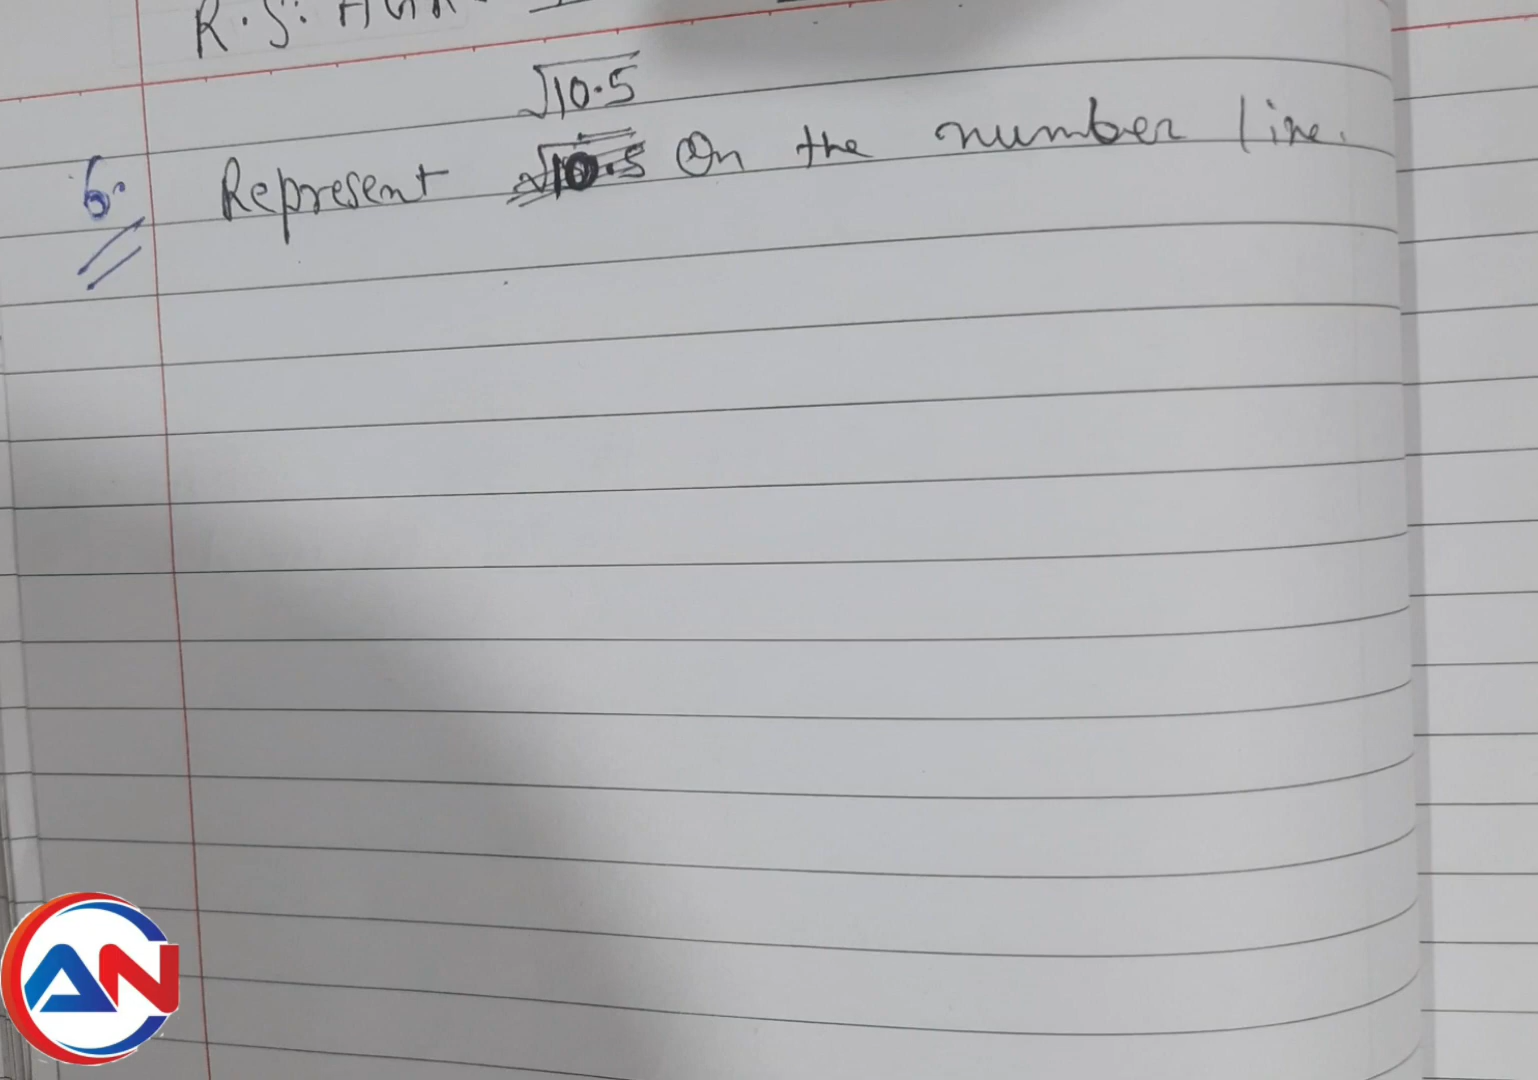 R.S.
√10.5
6. Represent √10.5 On the number line.
AN